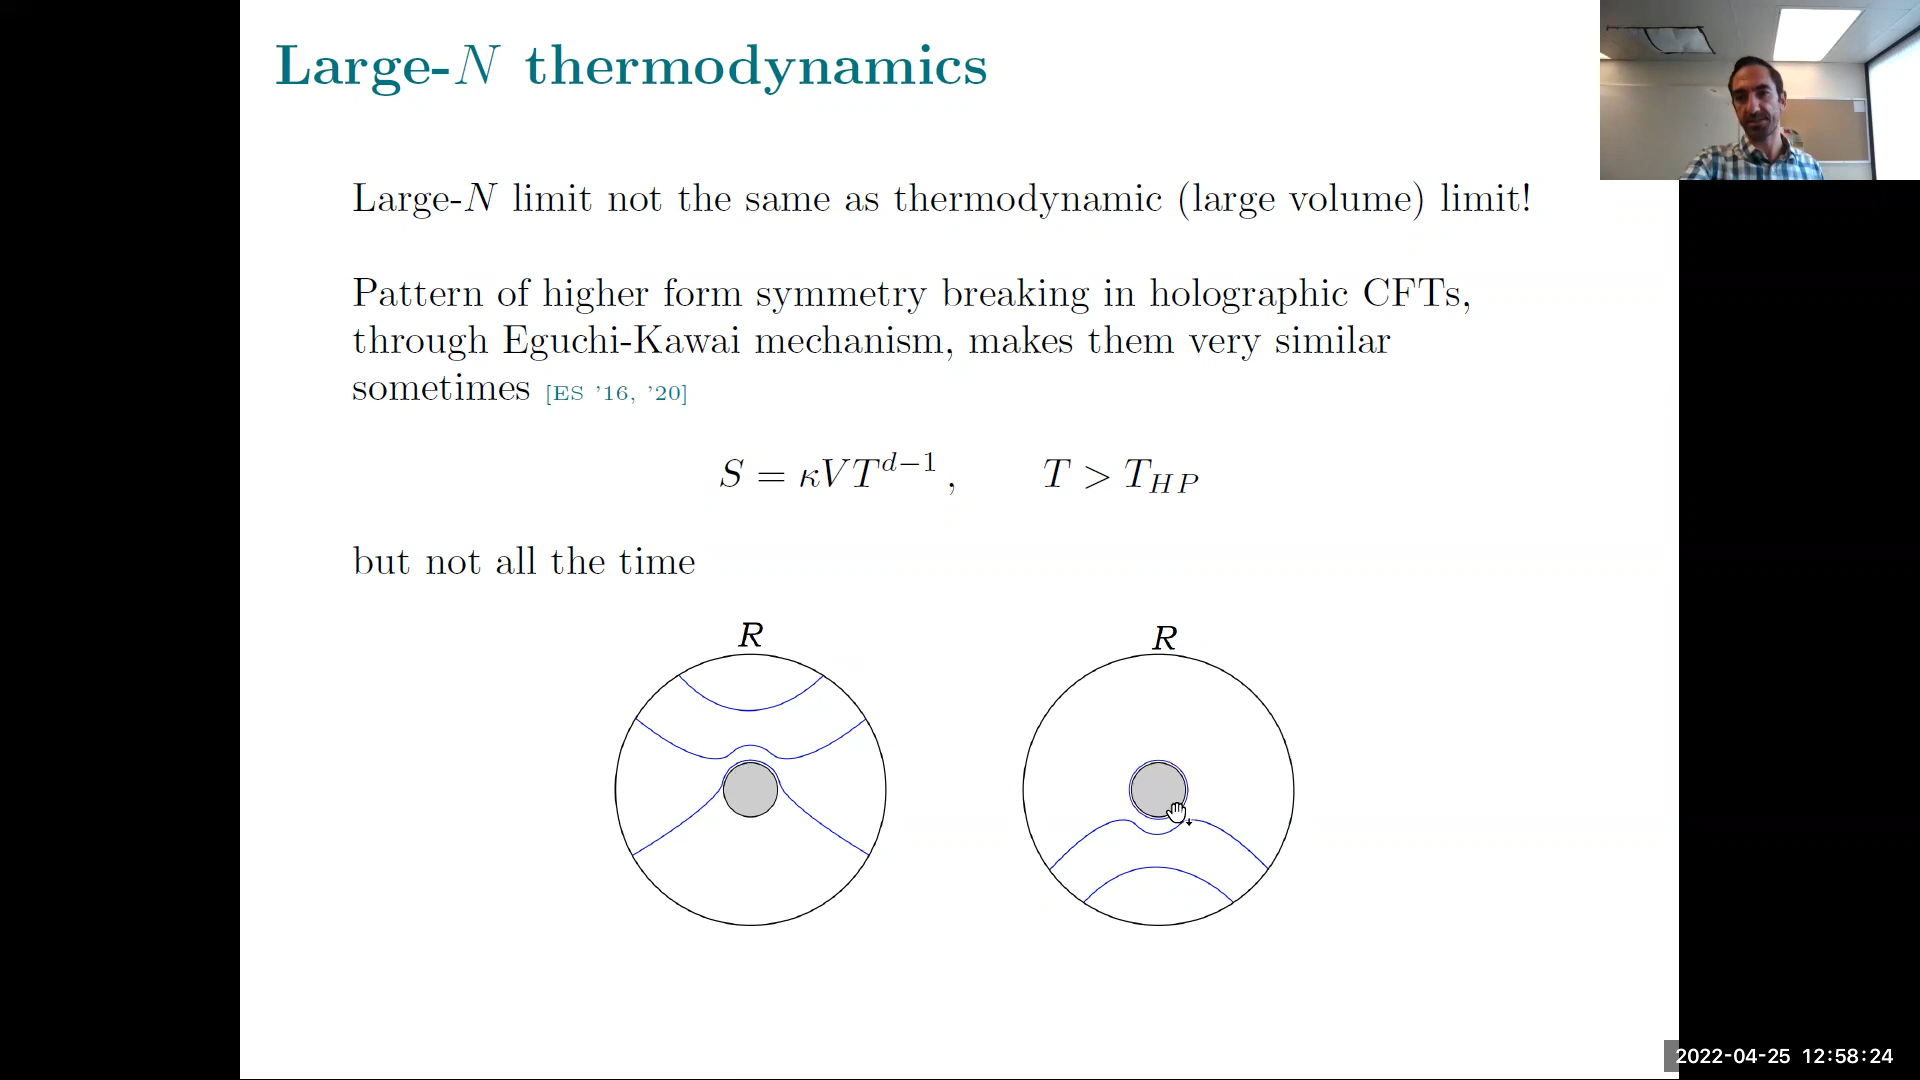 Large-N thermodynamics
Large-N limit not the same as thermodynamic (large volume) limit!
Pattern of higher form symmetry breaking in holographic CFTs,
through Eguchi-Kawai mechanism, makes them very similar
sometimes [ES '16, '20]
S = κVT^{d−1} , T > T_{HP}
but not all the time
R R
2022-04-25 12:58:24